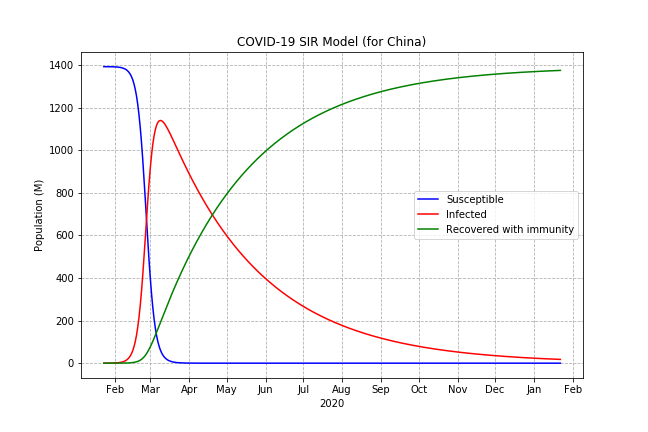 COVID-19 SIR Model (for China)
Population (M)
1400
1200
1000
800
600
400
200
0
Susceptible
Infected
Recovered with immunity
Feb Mar Apr May Jun Jul Aug Sep Oct Nov Dec Jan Feb
2020